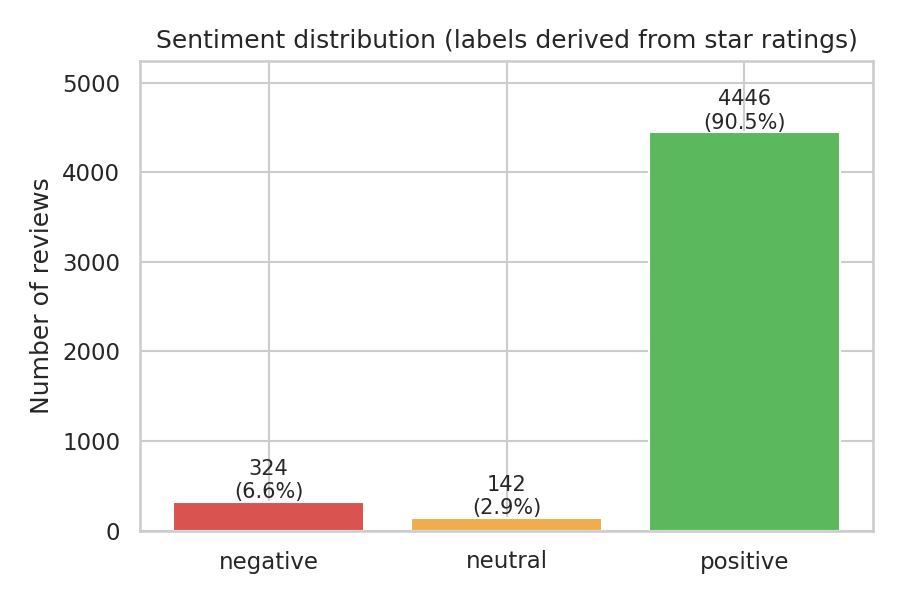 Sentiment distribution (labels derived from star ratings)
Number of reviews
5000
4000
3000
2000
1000
0
324
(6.6%)
142
(2.9%)
4446
(90.5%)
negative
neutral
positive